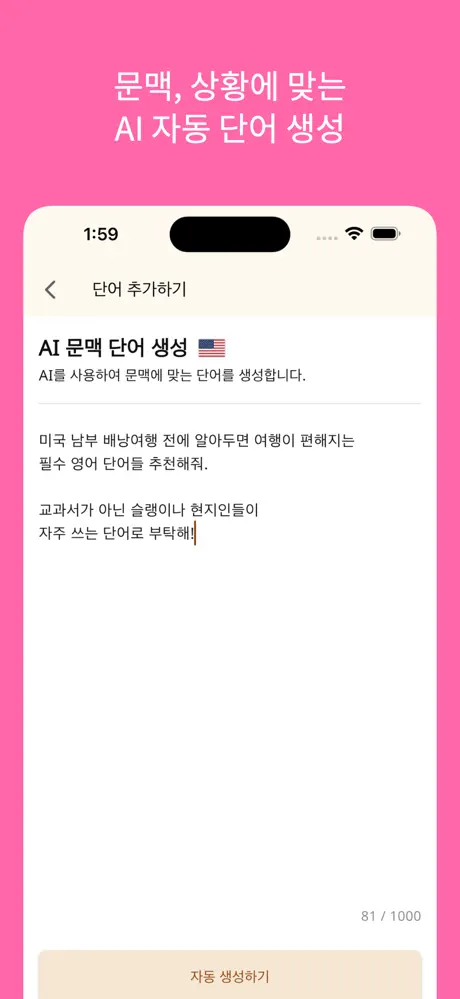 문맥, 상황에 맞는
AI 자동 단어 생성
1:59
단어 추가하기
AI 문맥 단어 생성
AI를 사용하여 문맥에 맞는 단어를 생성합니다.
미국 남부 배낭여행 전에 알아두면 여행이 편해지는
필수 영어 단어들 추천해줘.
교과서가 아닌 슬랭이나 현지인들이
자주 쓰는 단어로 부탁해!
81 / 1000
자동 생성하기